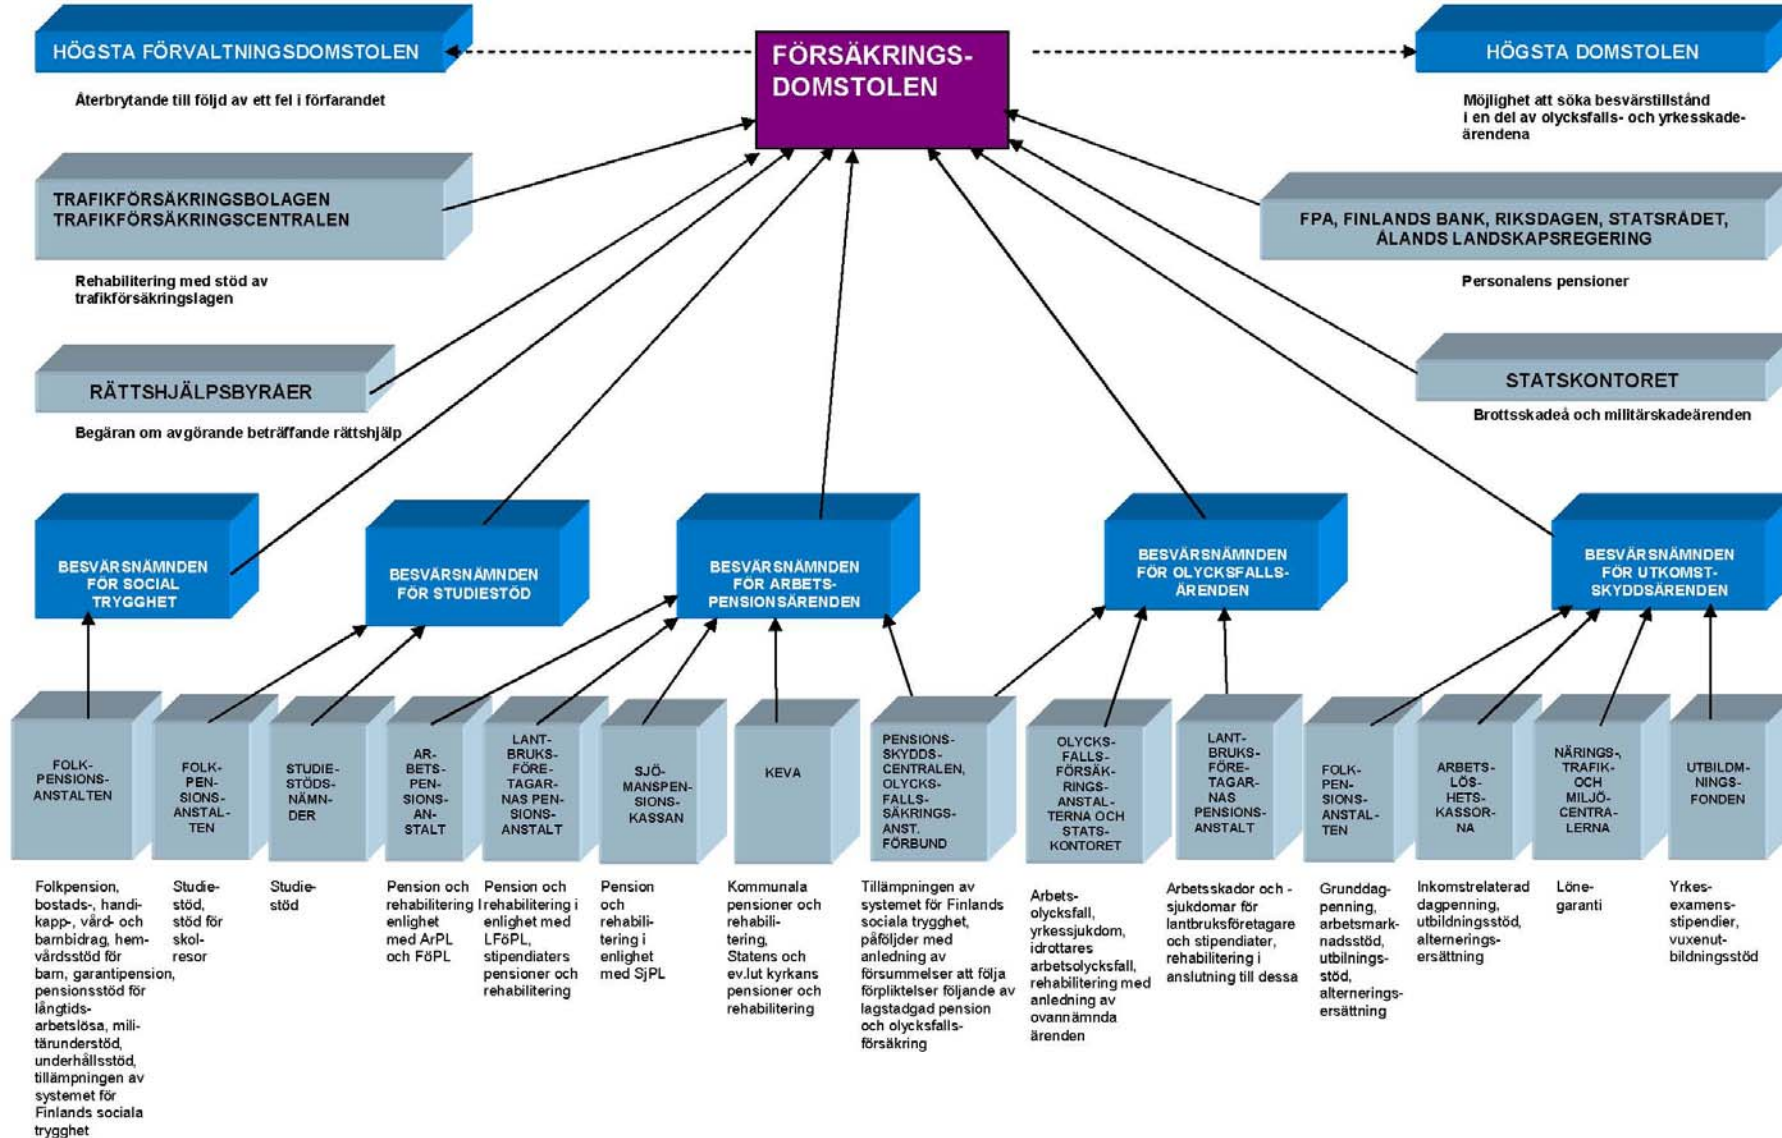 HÖGSTA FÖRVALTNINGSDOMSTOLEN
Återbrytande till följd av ett fel i förfarandet
FÖRSÄKRINGS-
DOMSTOLEN
HÖGSTA DOMSTOLEN
Möjlighet att söka besvärstillstånd
i en del av olycksfalls- och yrkesskade-
ärendena
TRAFIKFÖRSÄKRINGSBOLAGEN
TRAFIKFÖRSÄKRINGSCENTRALEN
Rehabilitering med stöd av
trafikförsäkringslagen
FPA, FINLANDS BANK, RIKSDAGEN, STATSRÅDET,
ÅLANDS LANDSKAPSREGERING
Personalens pensioner
RÄTTSHJÄLPSBYRÅER
Begäran om avgörande beträffande rättshjälp
STATSKONTORET
Brottsskadeå och militärskadeärenden
BESVÄRSNÄMNDEN
FÖR SOCIAL
TRYGGHET
BESVÄRSNÄMNDEN
FÖR STUDIESTÖD
BESVÄRSNÄMNDEN
FÖR ARBETS-
PENSIONSÄRENDEN
BESVÄRSNÄMNDEN
FÖR OLYCKSFALLS-
ÄRENDEN
BESVÄRSNÄMNDEN
FÖR UTKOMST-
SKYDDSÄRENDEN
FOLK-
PENSIONS-
ANSTALTEN
FOLK-
PEN-
SIONS-
ANSTAL-
TEN
STUDIE-
STÖDS-
NÄMN-
DER
AR-
BETS-
PEN-
SIONS-
AN-
STALT
LANT-
BRUKS-
FÖRE-
TAGAR-
NAS PEN-
SIONS-
ANSTALT
SJÖ-
MANSPEN-
SIONS-
KASSAN
KEVA
PENSIONS-
SKYDDS-
CENTRALEN,
OLYCKS-
FALLS-
SÄKRINGS-
ANST.
FÖRBUND
OLYCKS-
FALLS-
FÖRSÄK-
RINGS-
ANSTAL-
TERNA OCH
STATS-
KONTORET
LANT-
BRUKS-
FÖRE-
TAGAR-
NAS
PENSIONS-
ANSTALT
FOLK-
PEN-
SIONS-
ANSTAL-
TEN
ARBETS-
LÖS-
HETS-
KASSOR-
NA
NÄRINGS-,
TRAFIK-
OCH
MILJÖ-
CENTRA-
LERNA
UTBILDM-
NINGS-
FONDEN
Folkpension,
bostads-, handi-
kapp-, vård- och
barnbidrag, hem-
vårdsstöd för
barn, garantipension,
pensionsstöd för
långtids-
arbetslösa, mili-
tärunderstöd,
underhållsstöd,
tillämpningen av
systemet för
Finlands sociala
trygghet
Studie-
stöd,
stöd för
skol-
resor
Studie-
stöd
Pension och
rehabilitering I
enlighet
med ArPL
och FöPL
Pension och
rehabilitering i
enlighet med
LFöPL,
stipendiaters
pensioner och
rehabilitering
Pension
och
rehabili-
tering i
enlighet
med SjPL
Kommunala
pensioner och
rehabili-
tering,
Statens och
ev.lut kyrkans
pensioner och
rehabilitering
Tillämpningen av
systemet för Finlands
sociala trygghet,
påföljder med
anledning av
försummelser att följa
förpliktelser följande av
lagstadgad pension
och olycksfalls-
försäkring
Arbets-
olycksfall,
yrkessjukdom,
idrottares
arbetsolycksfall,
rehabilitering med
anledning av
ovannämnda
ärenden
Arbetsskador och -
sjukdomar för
lantbruksföretagare
och stipendiater,
rehabilitering i
anslutning till dessa
Grunddag-
penning,
arbetsmark-
nadsstöd,
utbilnings-
stöd,
alternerings-
ersättning
Inkomstrelaterad
dagpenning,
utbildningsstöd,
alternerings-
ersättning
Löne-
garanti
Yrkes-
examens-
stipendier,
vuxenut-
bildningsstöd